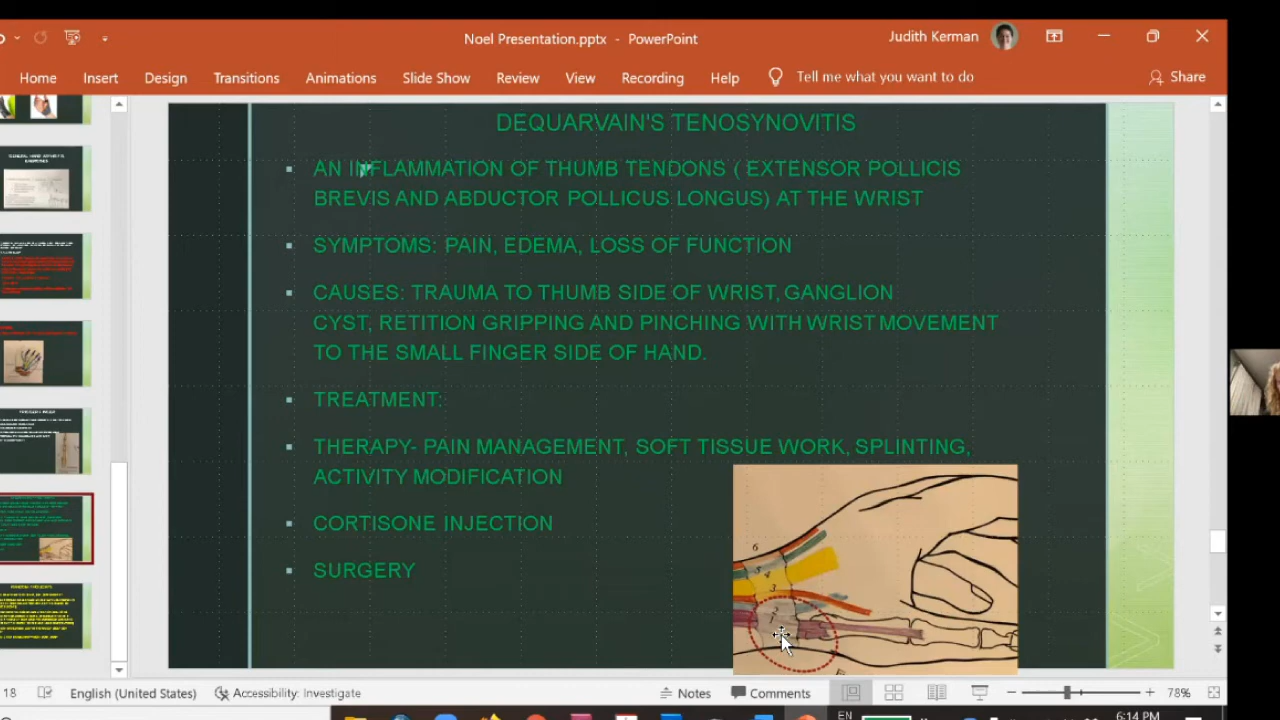 Noel Presentation.pptx - PowerPoint
Judith Kerman
Home Insert Design Transitions Animations Slide Show Review View Recording Help Tell me what you want to do Share
DEQUARVAIN'S TENOSYNOVITIS
AN INFLAMMATION OF THUMB TENDONS ( EXTENSOR POLLICIS
BREVIS AND ABDUCTOR POLLICUS LONGUS) AT THE WRIST
SYMPTOMS: PAIN, EDEMA, LOSS OF FUNCTION
CAUSES: TRAUMA TO THUMB SIDE OF WRIST, GANGLION
CYST, RETITION GRIPPING AND PINCHING WITH WRIST MOVEMENT
TO THE SMALL FINGER SIDE OF HAND.
TREATMENT:
THERAPY- PAIN MANAGEMENT, SOFT TISSUE WORK, SPLINTING,
ACTIVITY MODIFICATION
CORTISONE INJECTION
SURGERY
6
5
4
3
18 English (United States) Accessibility: Investigate Notes Comments 78%
EN 6:14 PM